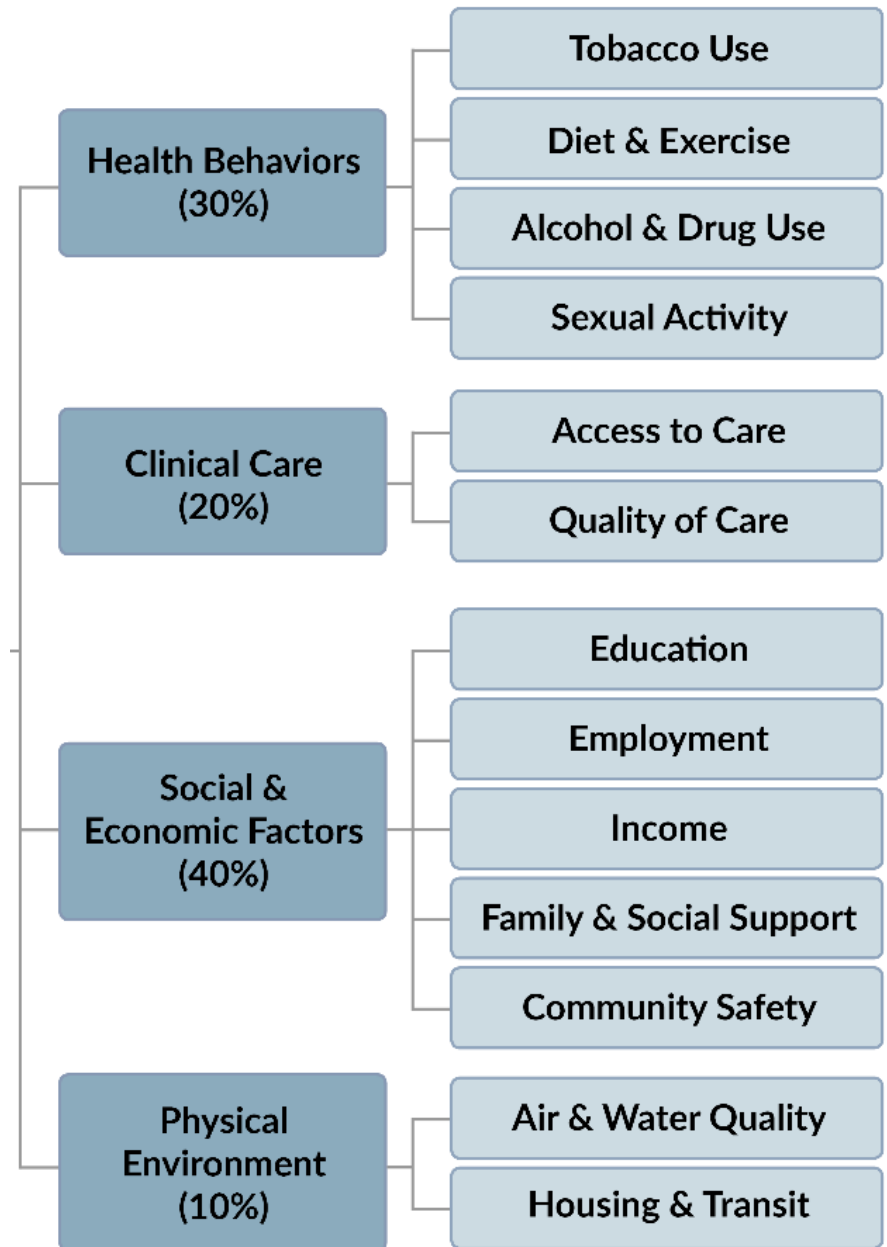 Health Behaviors
(30%)
Tobacco Use
Diet & Exercise
Alcohol & Drug Use
Sexual Activity
Clinical Care
(20%)
Access to Care
Quality of Care
Social &
Economic Factors
(40%)
Education
Employment
Income
Family & Social Support
Community Safety
Physical
Environment
(10%)
Air & Water Quality
Housing & Transit